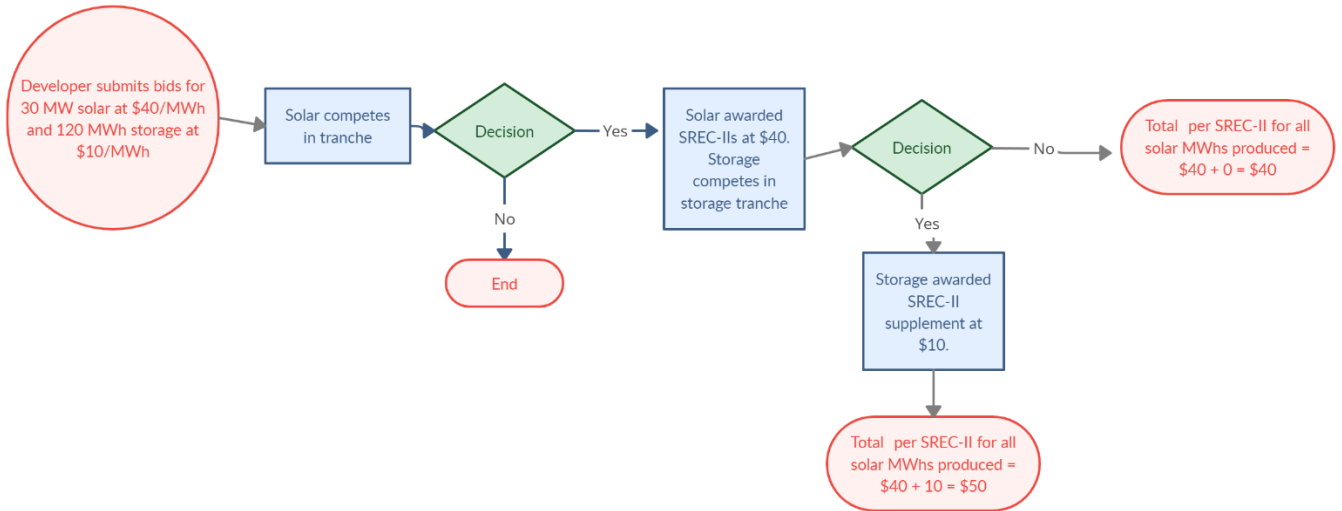 Developer submits bids for
30 MW solar at $40/MWh
and 120 MWh storage at
$10/MWh
Solar competes
in tranche
Decision
Yes
No
End
Solar awarded
SREC-IIs at $40.
Storage
competes in
storage tranche
Decision
No
Total per SREC-II for all
solar MWhs produced =
$40 + 0 = $40
Yes
Storage awarded
SREC-II
supplement at
$10.
Total per SREC-II for all
solar MWhs produced =
$40 + 10 = $50